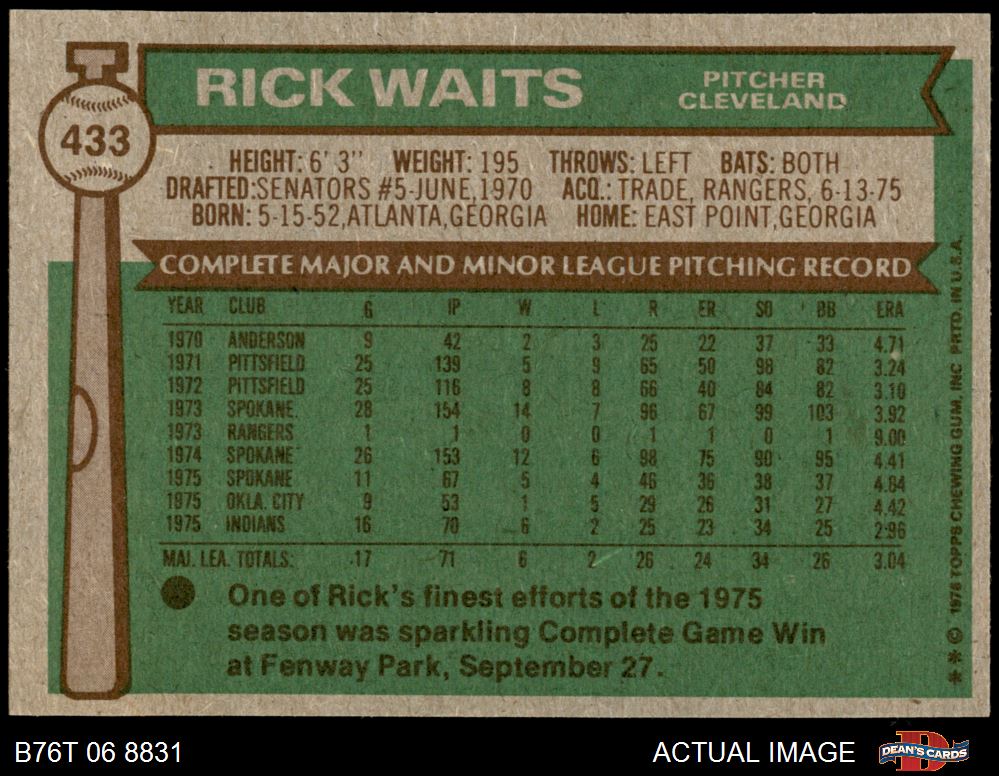 RICK WAITS
PITCHER
CLEVELAND
433
HEIGHT: 6' 3" WEIGHT: 195 THROWS: LEFT BATS: BOTH
DRAFTED: SENATORS #5-JUNE, 1970 ACQ.: TRADE, RANGERS, 6-13-75
BORN: 5-15-52, ATLANTA, GEORGIA HOME: EAST POINT, GEORGIA
COMPLETE MAJOR AND MINOR LEAGUE PITCHING RECORD
YEAR CLUB G IP W L R ER SO BB ERA
1970 ANDERSON 9 42 2 3 25 22 37 33 4.71
1971 PITTSFIELD 25 139 5 9 65 50 98 82 3.24
1972 PITTSFIELD 25 116 8 8 66 40 84 82 3.10
1973 SPOKANE 28 154 14 7 96 67 99 103 3.92
1973 RANGERS 1 1 0 0 1 1 0 1 9.00
1974 SPOKANE 26 153 12 6 98 75 90 95 4.41
1975 SPOKANE 11 67 5 4 46 36 38 37 4.84
1975 OKLA. CITY 9 53 1 5 29 26 31 27 4.42
1975 INDIANS 16 70 6 2 25 23 34 25 2.96
MAJ. LEA. TOTALS: 17 71 6 2 26 24 34 26 3.04
One of Rick's finest efforts of the 1975
season was sparkling Complete Game Win
at Fenway Park, September 27.
** © 1976 TOPPS CHEWING GUM, INC PRTD. IN U.S.A.
B76T 06 8831
ACTUAL IMAGE
DEAN'S CARDS